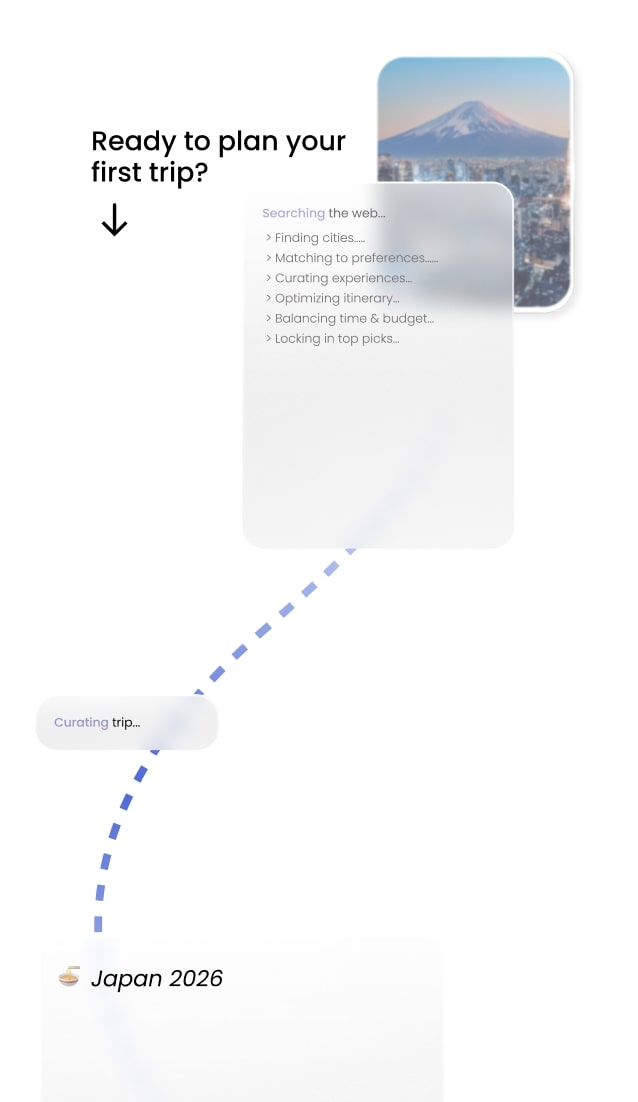 Ready to plan your
first trip?
Searching the web...
> Finding cities.....
> Matching to preferences......
> Curating experiences...
> Optimizing itinerary...
> Balancing time & budget...
> Locking in top picks...
Curating trip...
Japan 2026